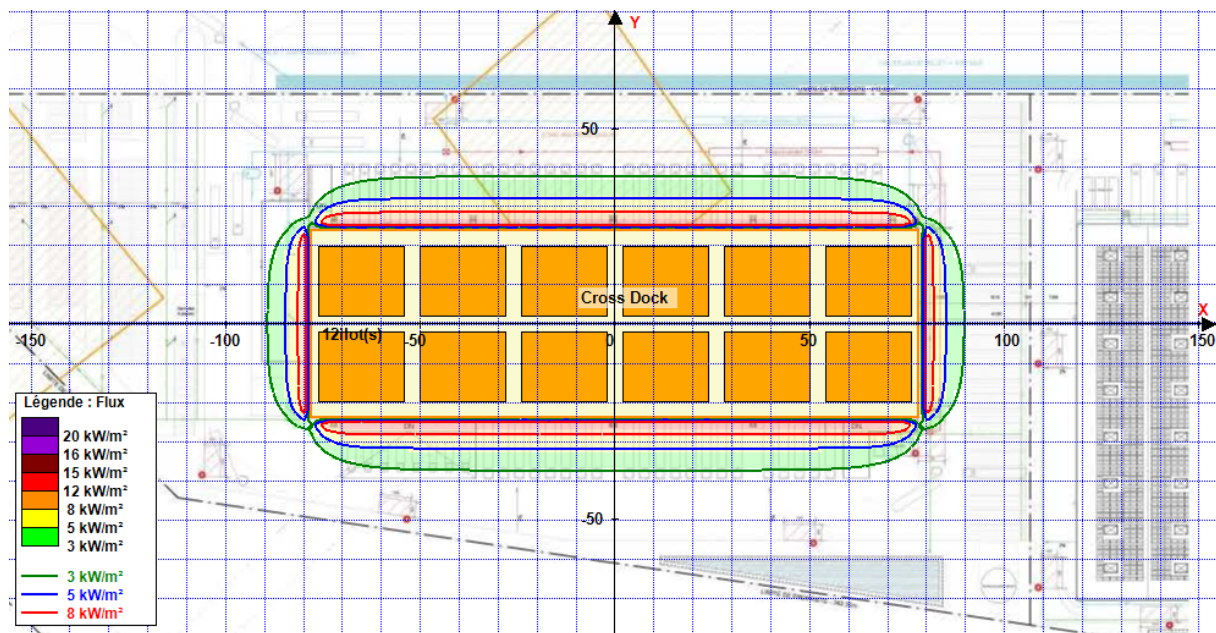 Y
50
Cross Dock
X
12ilot(s)
-150
-100
-50
0
50
100
150
Légende : Flux
20 kW/m²
16 kW/m²
15 kW/m²
12 kW/m²
8 kW/m²
5 kW/m²
3 kW/m²
3 kW/m²
5 kW/m²
8 kW/m²
-50